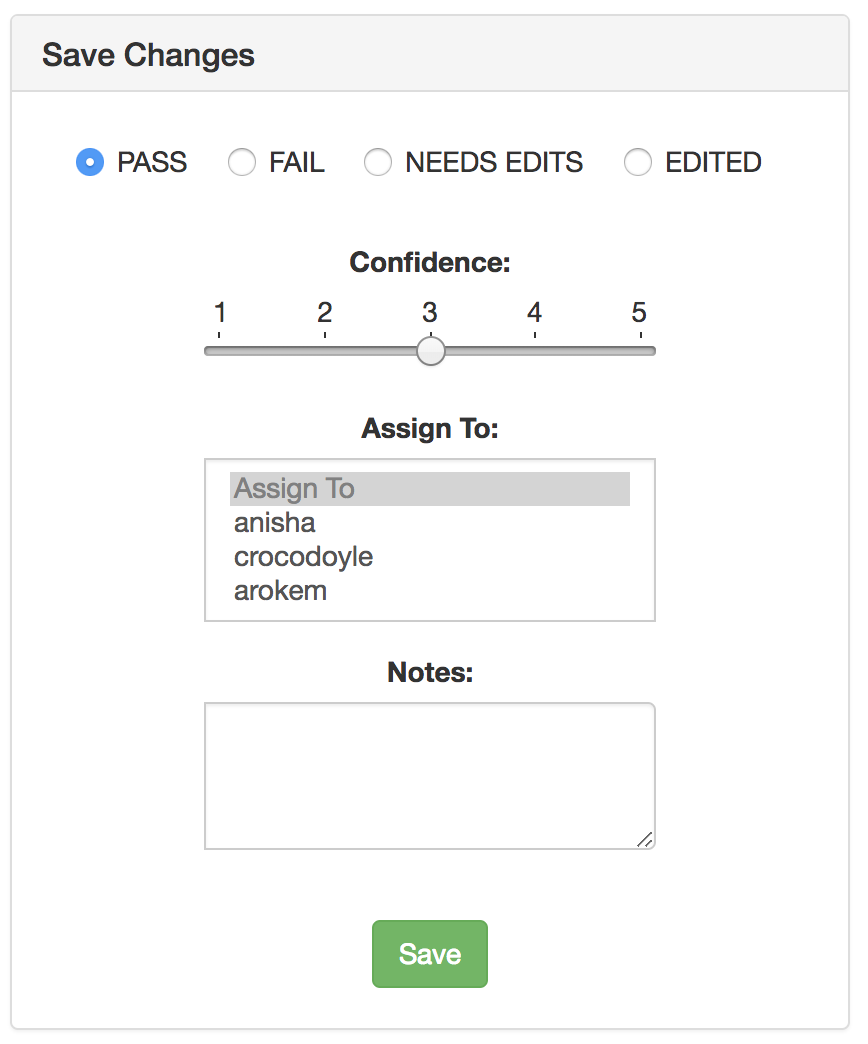 Save Changes
PASS FAIL NEEDS EDITS EDITED
Confidence:
1 2 3 4 5
Assign To:
Assign To
anisha
crocodoyle
arokem
Notes:
Save